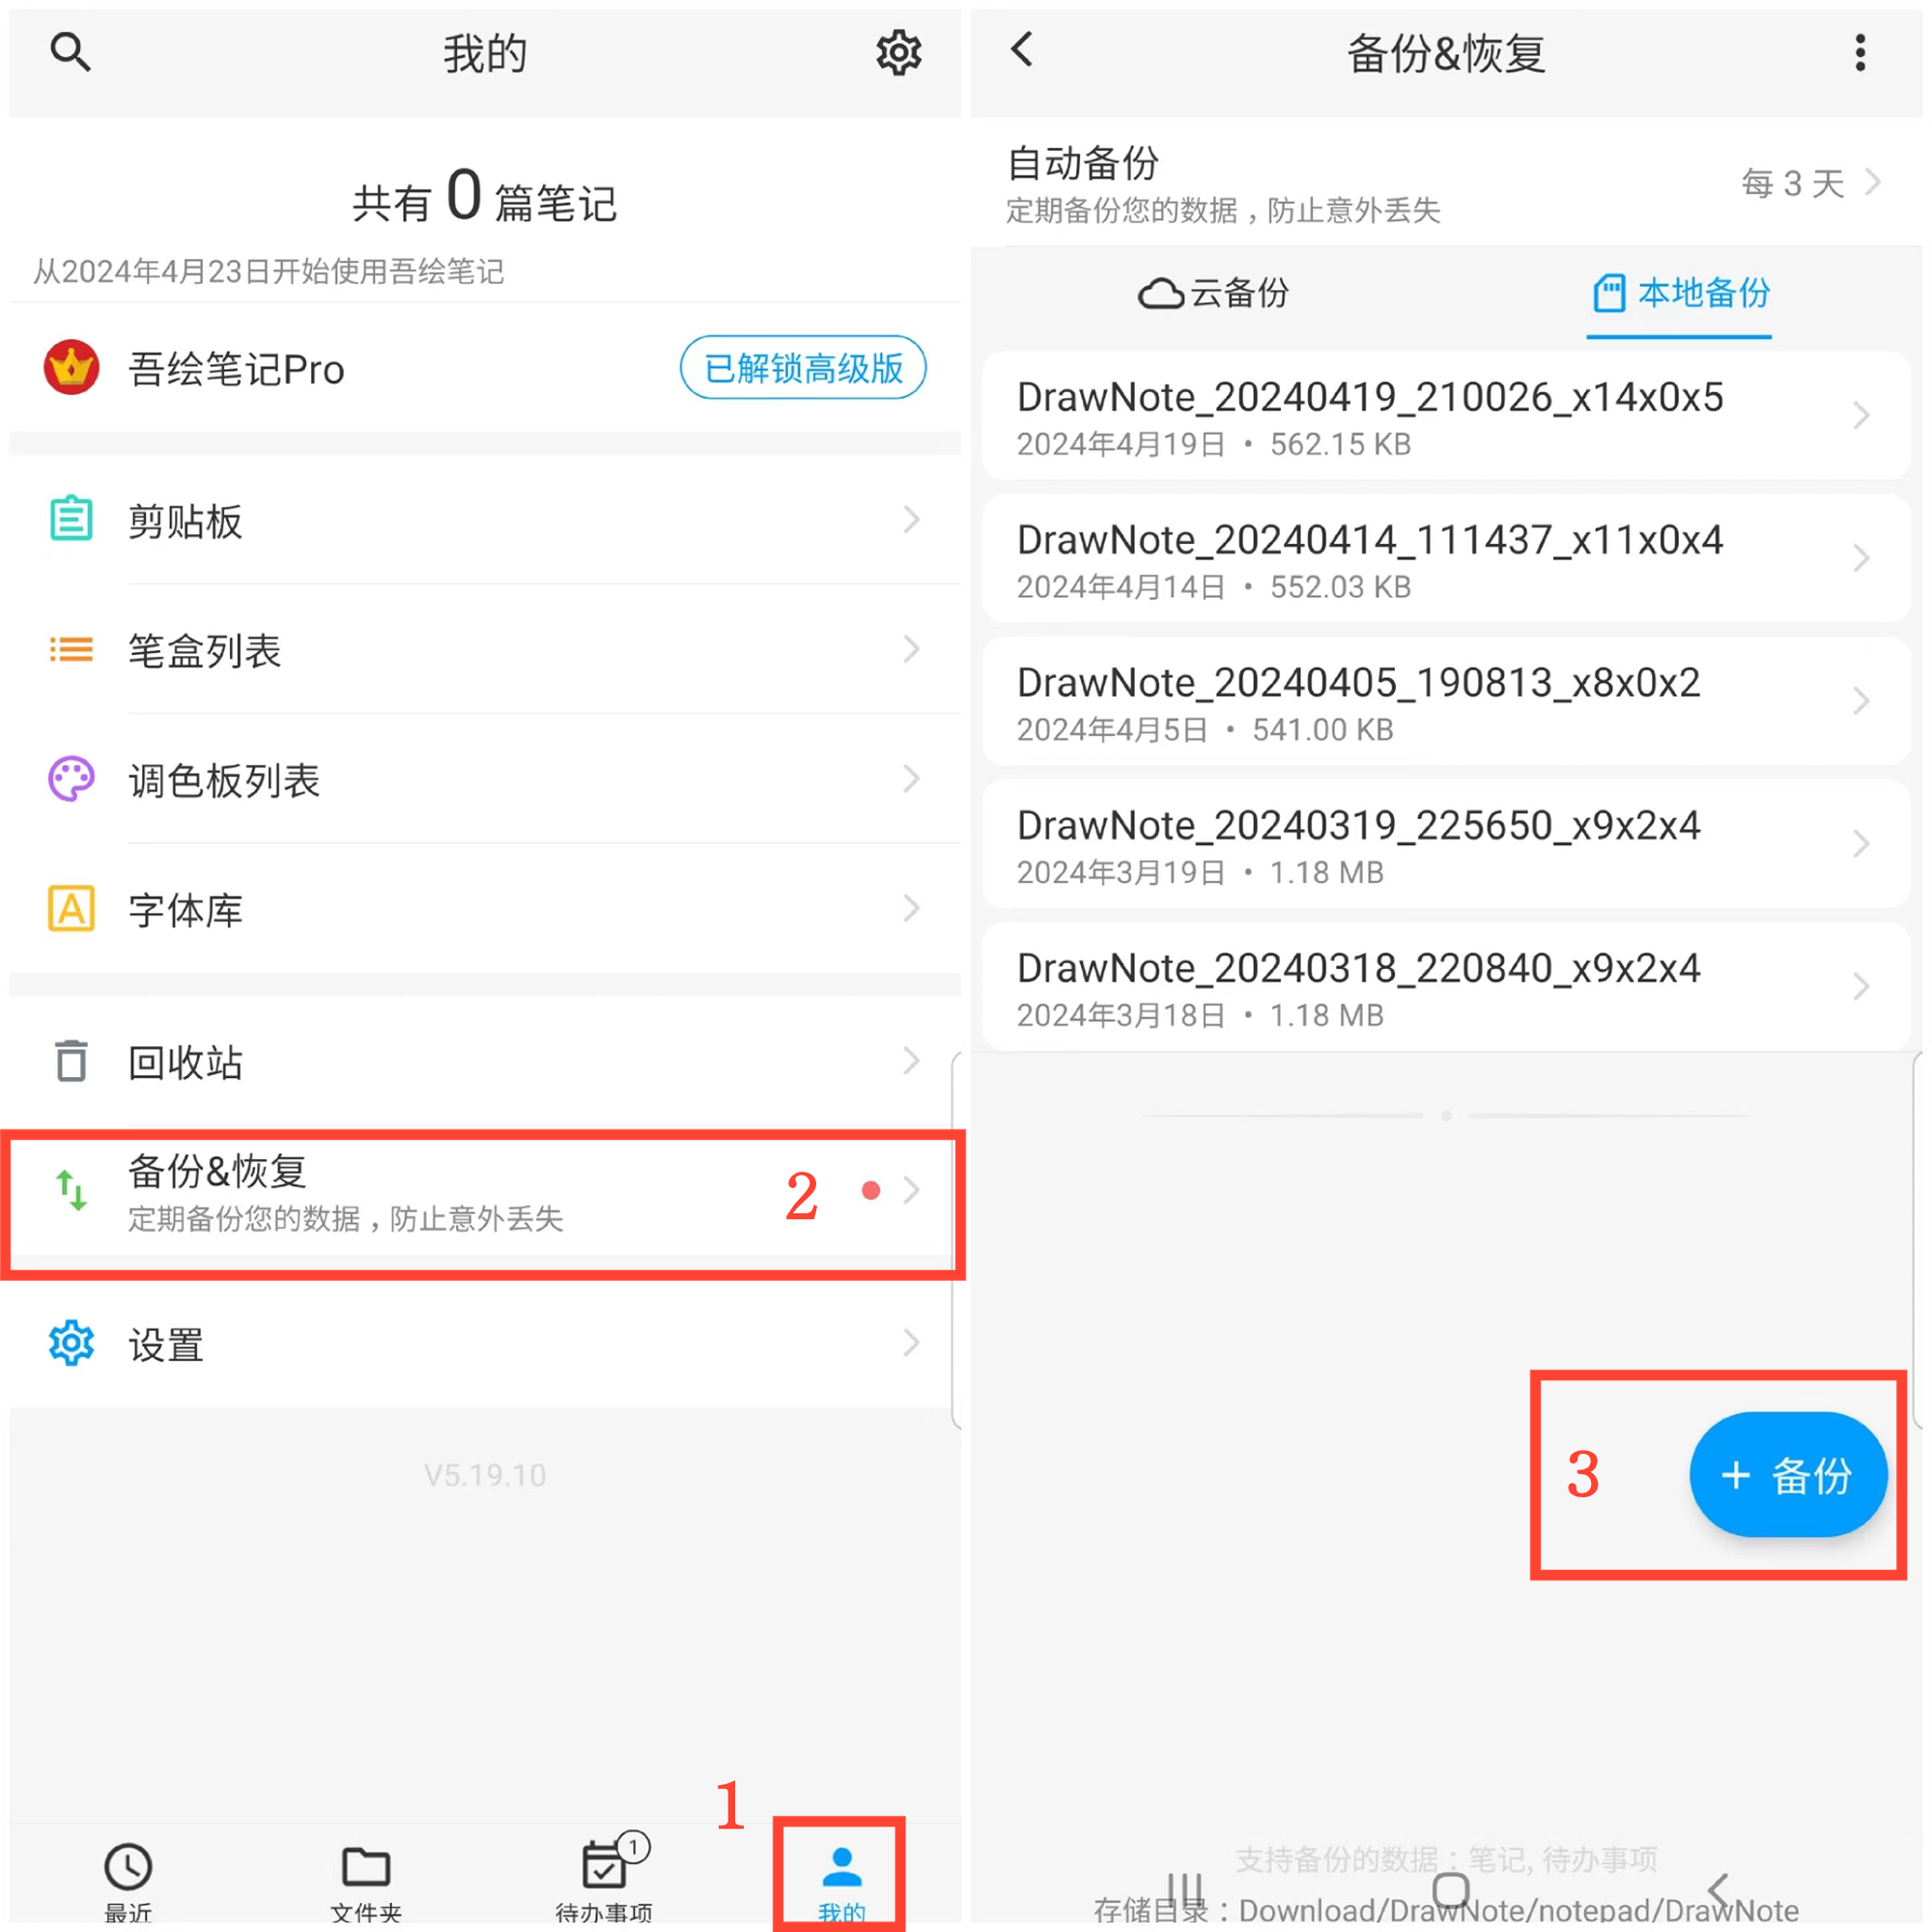 我的
共有 0 篇笔记
从2024年4月23日开始使用吾绘笔记
吾绘笔记Pro
已解锁高级版
剪贴板
笔盒列表
调色板列表
字体库
回收站
备份&恢复
定期备份您的数据，防止意外丢失
2
设置
V5.19.10
1
最近
文件夹
待办事项
1
我的
备份&恢复
自动备份
定期备份您的数据，防止意外丢失
每 3 天
云备份
本地备份
DrawNote_20240419_210026_x14x0x5
2024年4月19日 • 562.15 KB
DrawNote_20240414_111437_x11x0x4
2024年4月14日 • 552.03 KB
DrawNote_20240405_190813_x8x0x2
2024年4月5日 • 541.00 KB
DrawNote_20240319_225650_x9x2x4
2024年3月19日 • 1.18 MB
DrawNote_20240318_220840_x9x2x4
2024年3月18日 • 1.18 MB
3
+ 备份
支持备份的数据：笔记, 待办事项
存储目录：Download/DrawNote/notepad/DrawNote